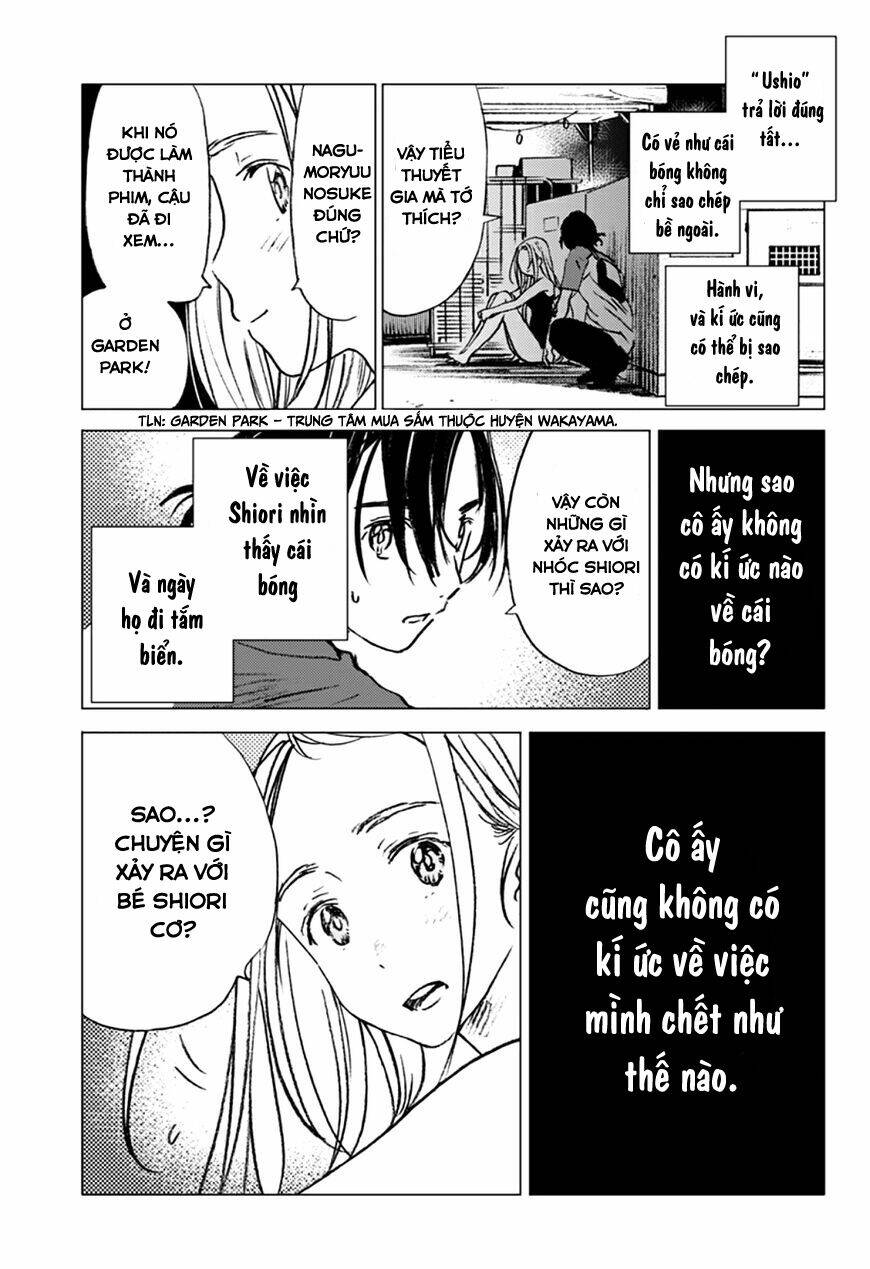 “Ushio”
trả lời đúng
tất...
Có vẻ như cái
bóng không
chỉ sao chép
bề ngoài.
Hành vi,
và kí ức cũng
có thể bị sao
chép.
VẬY TIỂU
THUYẾT
GIA MÀ TỚ
THÍCH?
NAGU-
MORYUU
NOSUKE
ĐÚNG
CHỨ?
KHI NÓ
ĐƯỢC LÀM
THÀNH
PHIM, CẬU
ĐÃ ĐI
XEM...
Ở
GARDEN
PARK!
TLN: GARDEN PARK – TRUNG TÂM MUA SẮM THUỘC HUYỆN WAKAYAMA.
Nhưng sao
cô ấy không
có kí ức nào
về cái
bóng?
VẬY CÒN
NHỮNG GÌ
XẢY RA VỚI
NHÓC SHIORI
THÌ SAO?
Về việc
Shiori nhìn
thấy cái
bóng
Và ngày
họ đi tắm
biển.
Cô ấy
cũng không có
kí ức về việc
mình chết như
thế nào.
SAO...?
CHUYỆN GÌ
XẢY RA VỚI
BÉ SHIORI
CƠ?